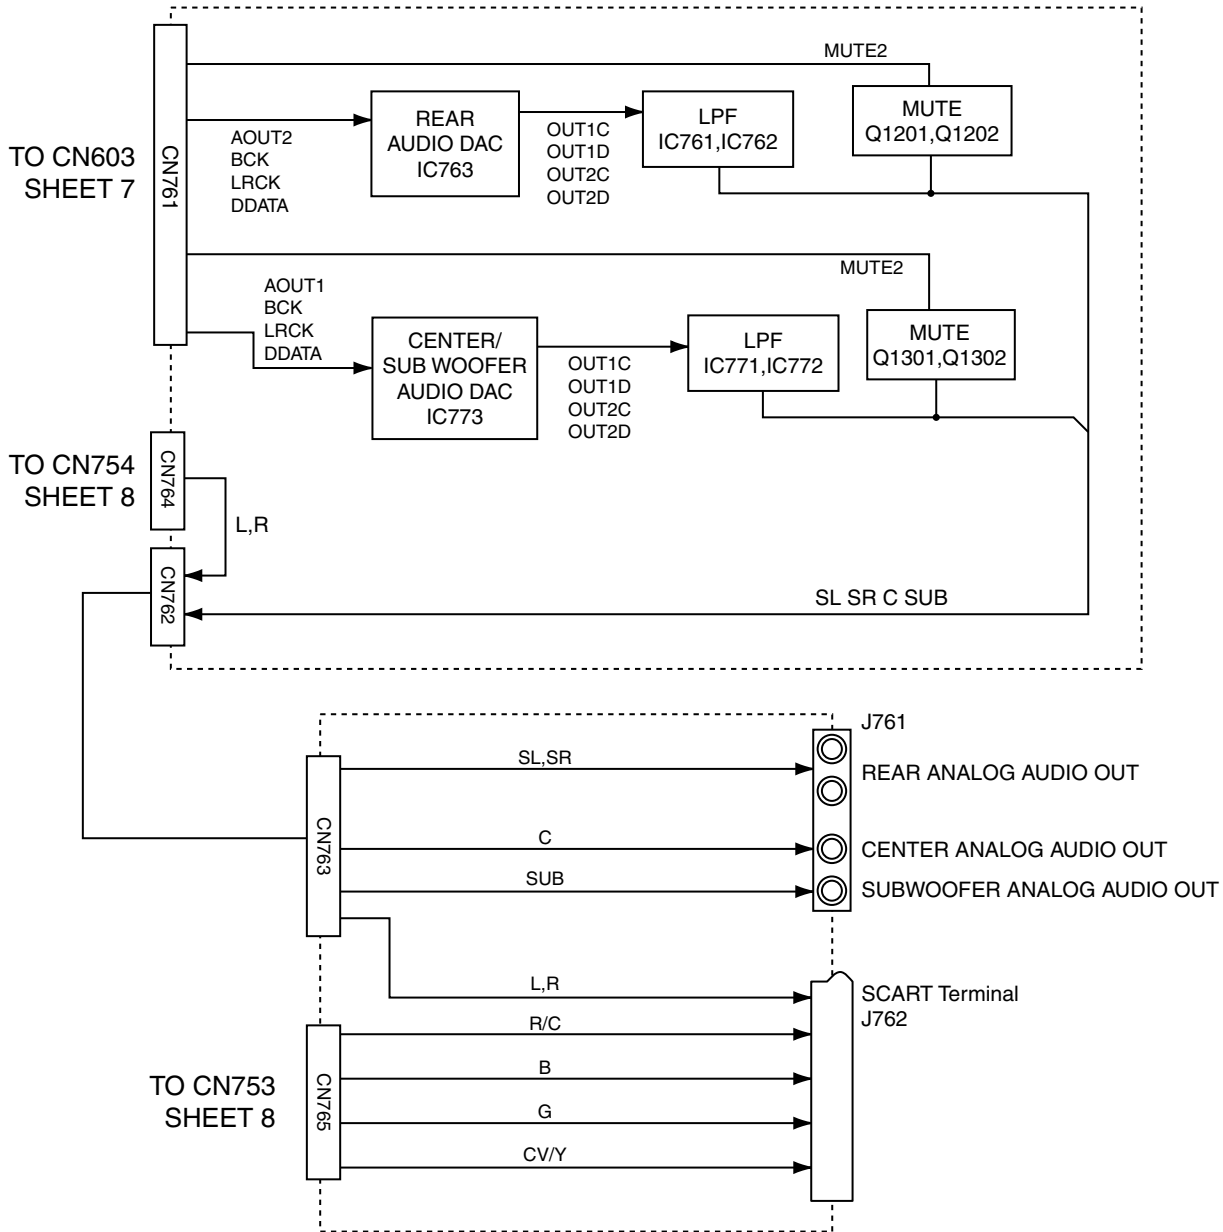 MUTE2
TO CN603
SHEET 7
CN761
AOUT2
BCK
LRCK
DDATA
REAR
AUDIO DAC
IC763
OUT1C
OUT1D
OUT2C
OUT2D
LPF
IC761,IC762
MUTE
Q1201,Q1202
MUTE2
AOUT1
BCK
LRCK
DDATA
CENTER/
SUB WOOFER
AUDIO DAC
IC773
OUT1C
OUT1D
OUT2C
OUT2D
LPF
IC771,IC772
MUTE
Q1301,Q1302
TO CN754
SHEET 8
CN764
L,R
CN762
SL SR C SUB
J761
CN763
SL,SR
REAR ANALOG AUDIO OUT
C
CENTER ANALOG AUDIO OUT
SUB
SUBWOOFER ANALOG AUDIO OUT
L,R
SCART Terminal
J762
TO CN753
SHEET 8
CN765
R/C
B
G
CV/Y